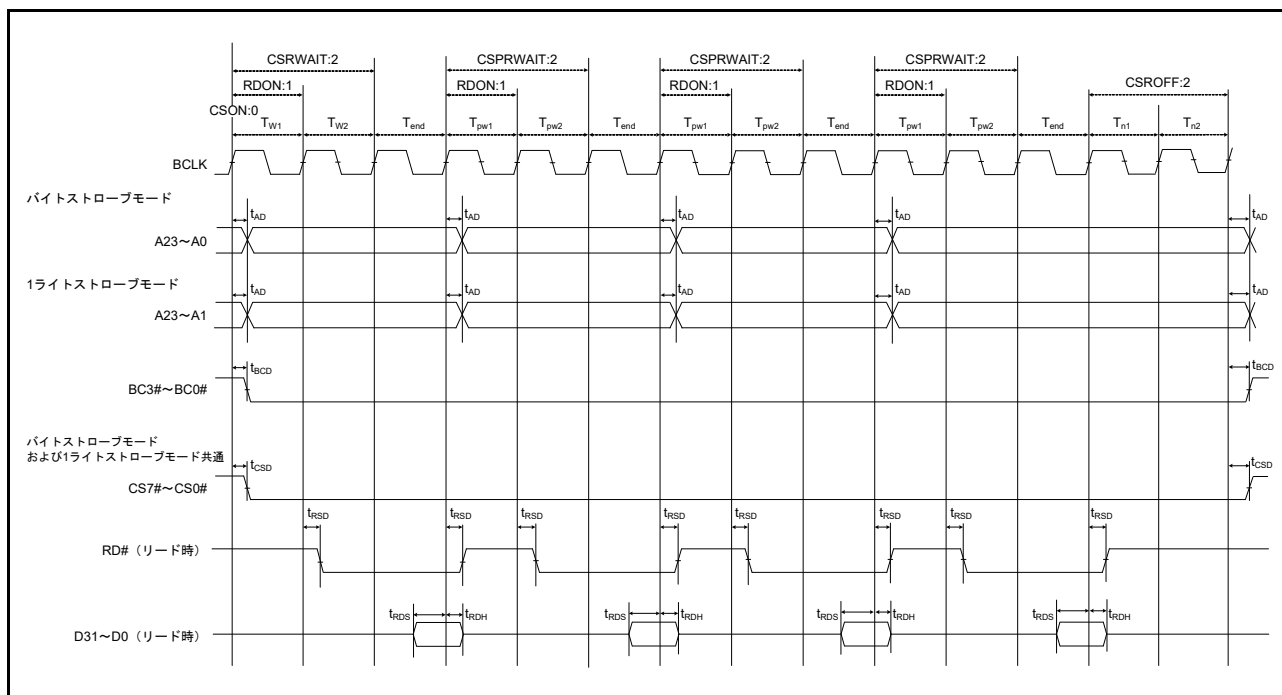 CSRWAIT:2 CSPRWAIT:2 CSPRWAIT:2 CSPRWAIT:2
RDON:1 RDON:1 RDON:1 RDON:1 CSROFF:2
CSON:0
TW1 TW2 Tend Tpw1 Tpw2 Tend Tpw1 Tpw2 Tend Tpw1 Tpw2 Tend Tn1 Tn2
BCLK
バイトストローブモード
tAD tAD tAD tAD tAD
A23～A0
1ライトストローブモード
tAD tAD tAD tAD tAD
A23～A1
tBCD tBCD
BC3#～BC0#
バイトストローブモード
および1ライトストローブモード共通
tCSD tCSD
CS7#～CS0#
tRSD tRSD tRSD tRSD tRSD tRSD tRSD tRSD
RD#（リード時）
tRDS tRDH tRDS tRDH tRDS tRDH tRDS tRDH
D31～D0（リード時）